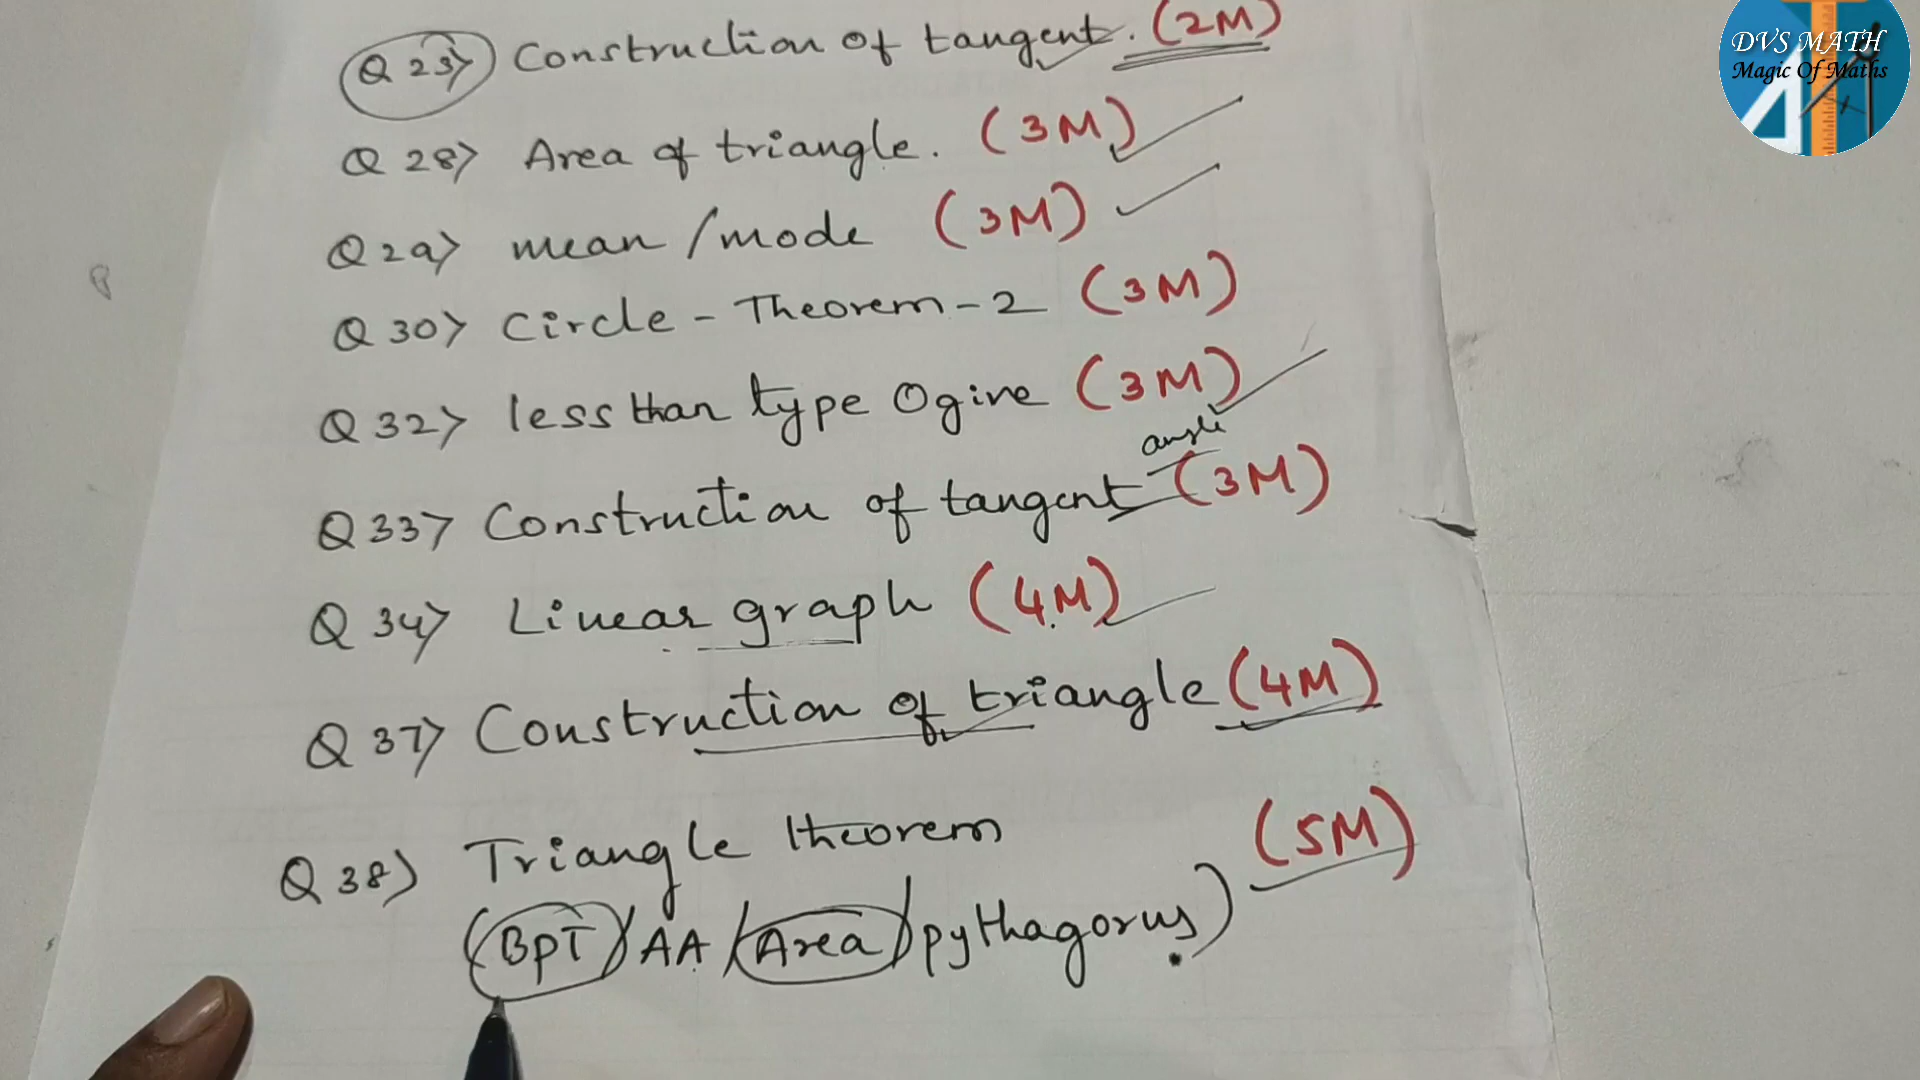 Q 23) Construction of tangent. (2M)
Q 28) Area of triangle. (3M)
Q 29) mean/mode (3M)
Q 30) Circle - Theorem-2 (3M)
Q 32) less than type Ogive (3M)
angle
Q 33) Construction of tangent (3M)
Q 34) Linear graph (4M)
Q 37) Construction of triangle (4M)
Q 38) Triangle theorem (5M)
(BPT/AA/Area/pythagorus)
DVS MATH
Magic Of Maths